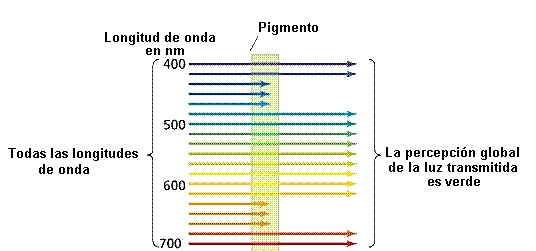 Pigmento
Longitud de onda
en nm
400
500
Todas las longitudes
de onda
La percepción global
de la luz transmitida
es verde
600
700